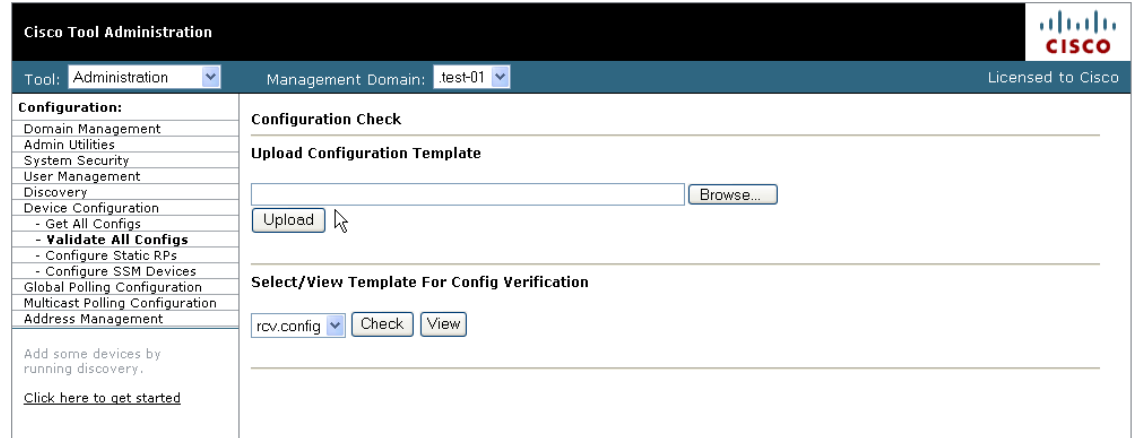 Cisco Tool Administration
CISCO
Tool: Administration Management Domain: .test-01 Licensed to Cisco
Configuration:
Domain Management
Admin Utilities
System Security
User Management
Discovery
Device Configuration
- Get All Configs
- Validate All Configs
- Configure Static RPs
- Configure SSM Devices
Global Polling Configuration
Multicast Polling Configuration
Address Management
Add some devices by
running discovery.
Click here to get started
Configuration Check
Upload Configuration Template
Browse...
Upload
Select/View Template For Config Verification
rcv.config Check View